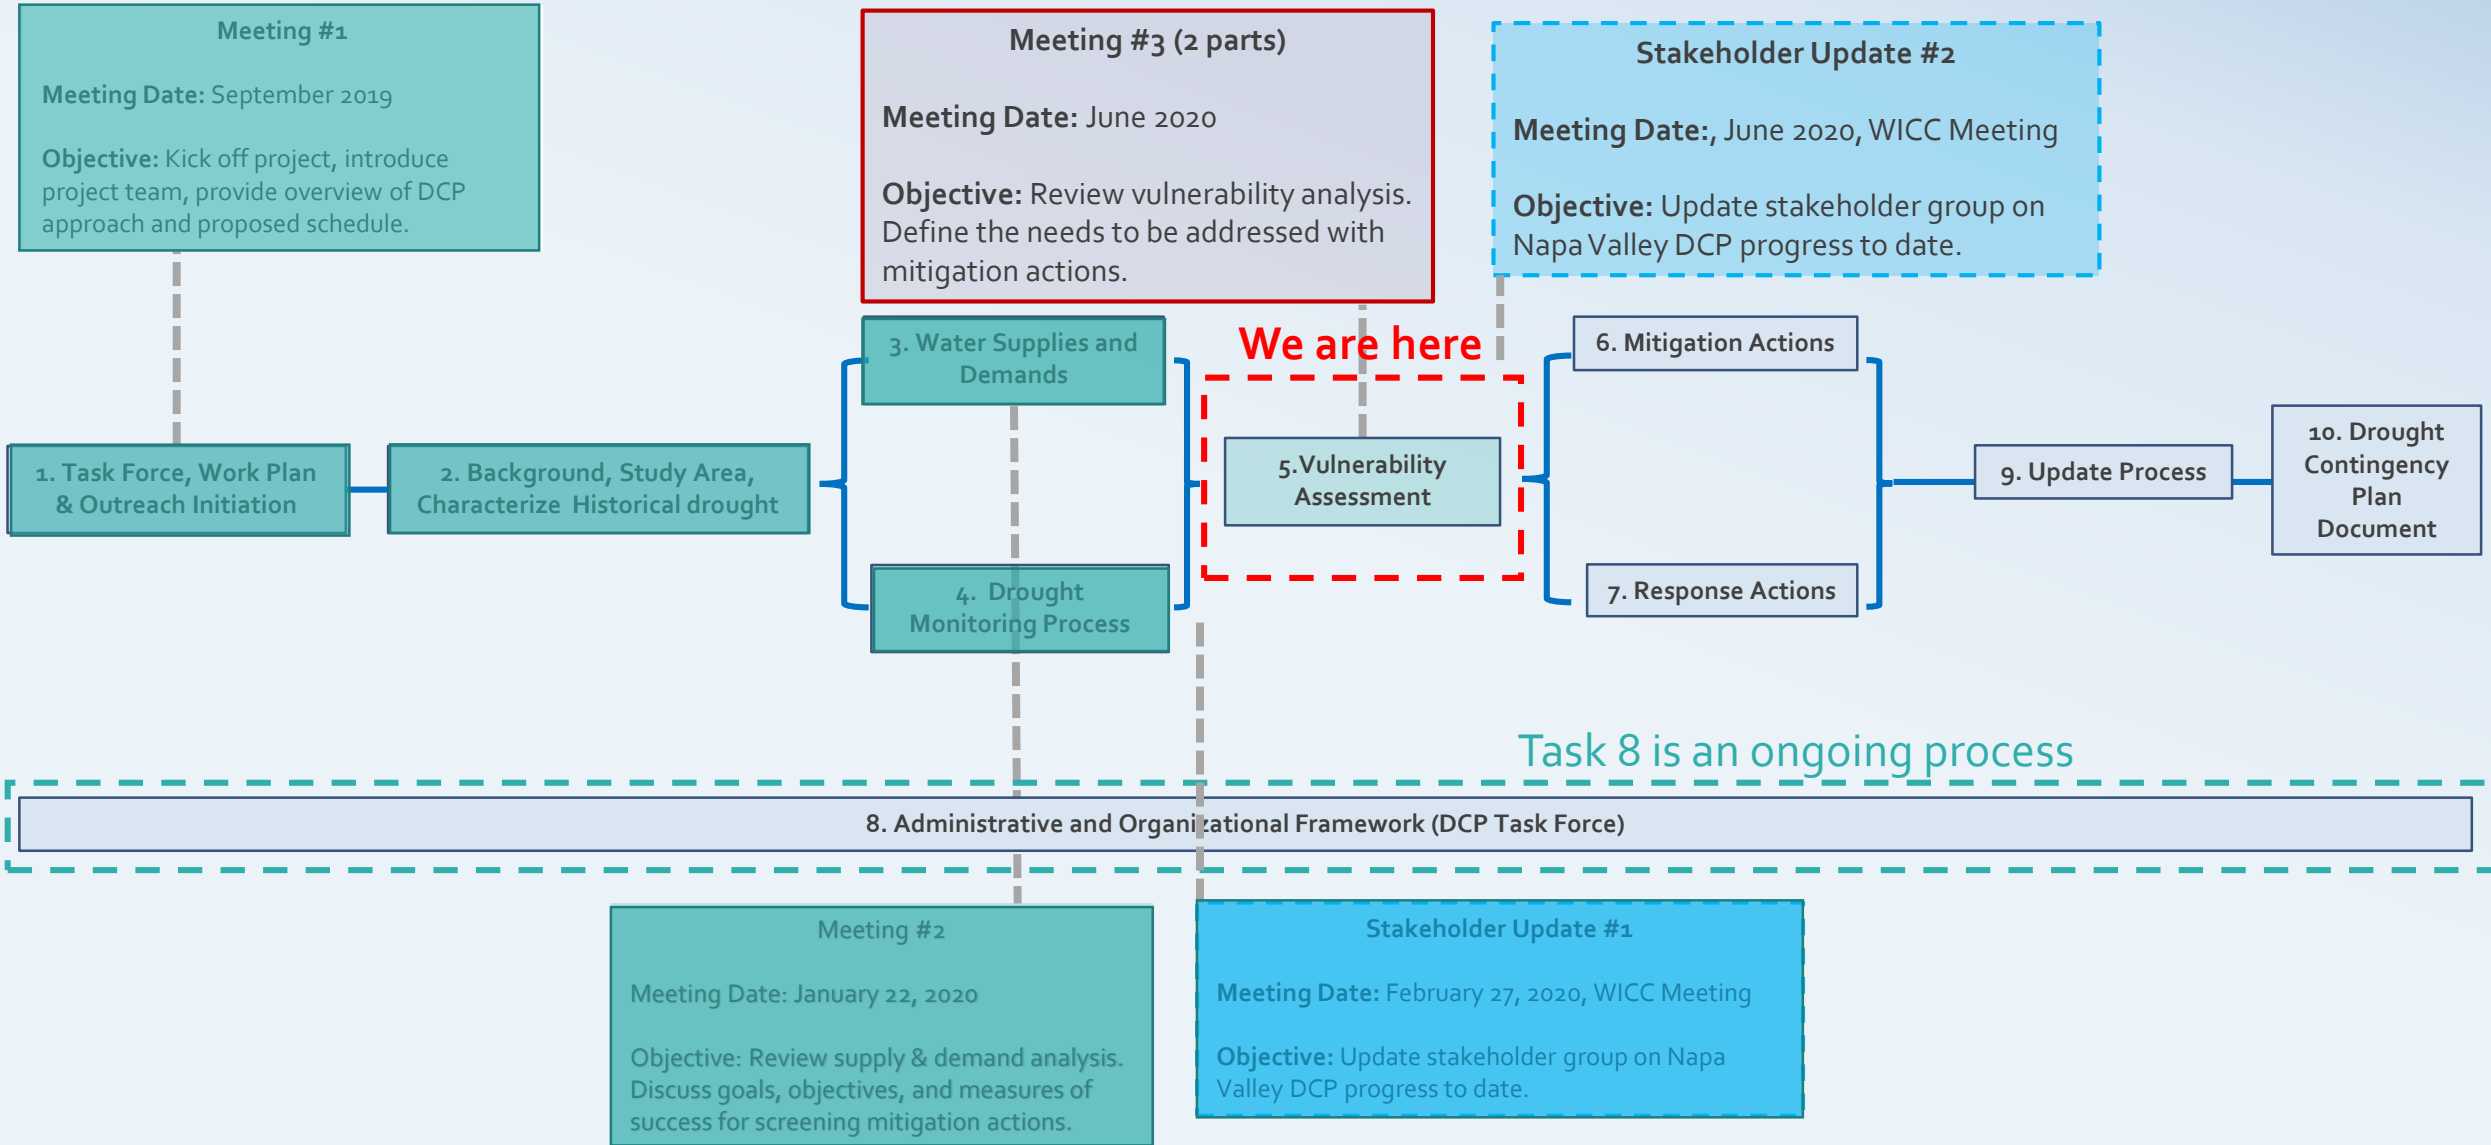 Meeting #1
Meeting Date: September 2019
Objective: Kick off project, introduce
project team, provide overview of DCP
approach and proposed schedule.
Meeting #3 (2 parts)
Meeting Date: June 2020
Objective: Review vulnerability analysis.
Define the needs to be addressed with
mitigation actions.
Stakeholder Update #2
Meeting Date:, June 2020, WICC Meeting
Objective: Update stakeholder group on
Napa Valley DCP progress to date.
We are here
1. Task Force, Work Plan
& Outreach Initiation
2. Background, Study Area,
Characterize Historical drought
3. Water Supplies and
Demands
4. Drought
Monitoring Process
5.Vulnerability
Assessment
6. Mitigation Actions
7. Response Actions
9. Update Process
10. Drought
Contingency
Plan
Document
Task 8 is an ongoing process
8. Administrative and Organizational Framework (DCP Task Force)
Meeting #2
Meeting Date: January 22, 2020
Objective: Review supply & demand analysis.
Discuss goals, objectives, and measures of
success for screening mitigation actions.
Stakeholder Update #1
Meeting Date: February 27, 2020, WICC Meeting
Objective: Update stakeholder group on Napa
Valley DCP progress to date.